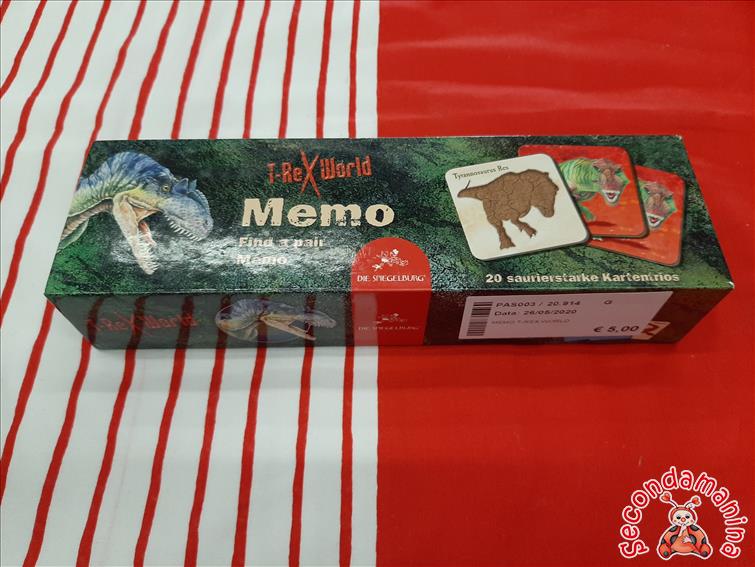 T-Rex World
Memo
Find a pair
Memo
Tyrannosaurus Rex
DIE SPIEGELBURG®
20 saurierstarke Kartentrios
T-Rex World
DIE SPIEGELBURG®
PAS003 / 20.914 G
Data: 26/05/2020
MEMO T-REX WORLD
€ 5,00
Secondamanina